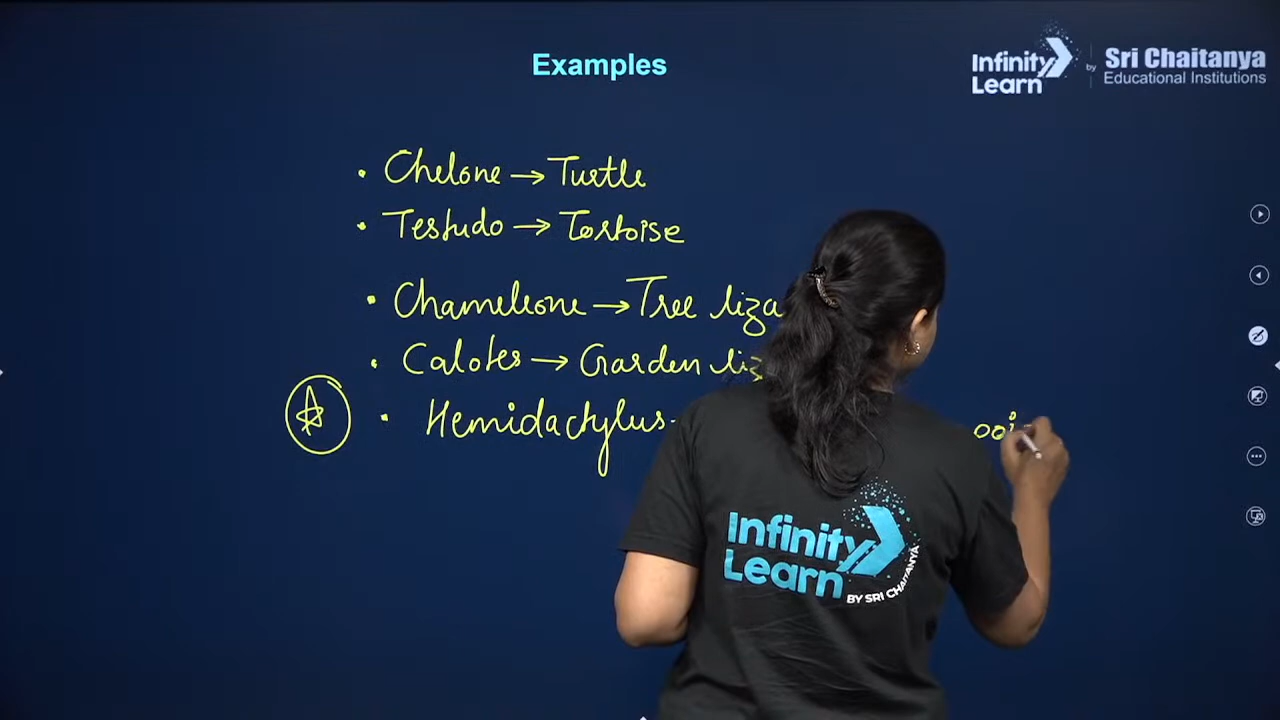 Examples
Infinity Learn
by
Sri Chaitanya
Educational Institutions
• Chelone → Turtle
• Testudo → Tortoise
• Chameleone → Tree liza
• Calotes → Garden liz
• Hemidactylus
Infinity
Learn
BY SRI CHAITANYA